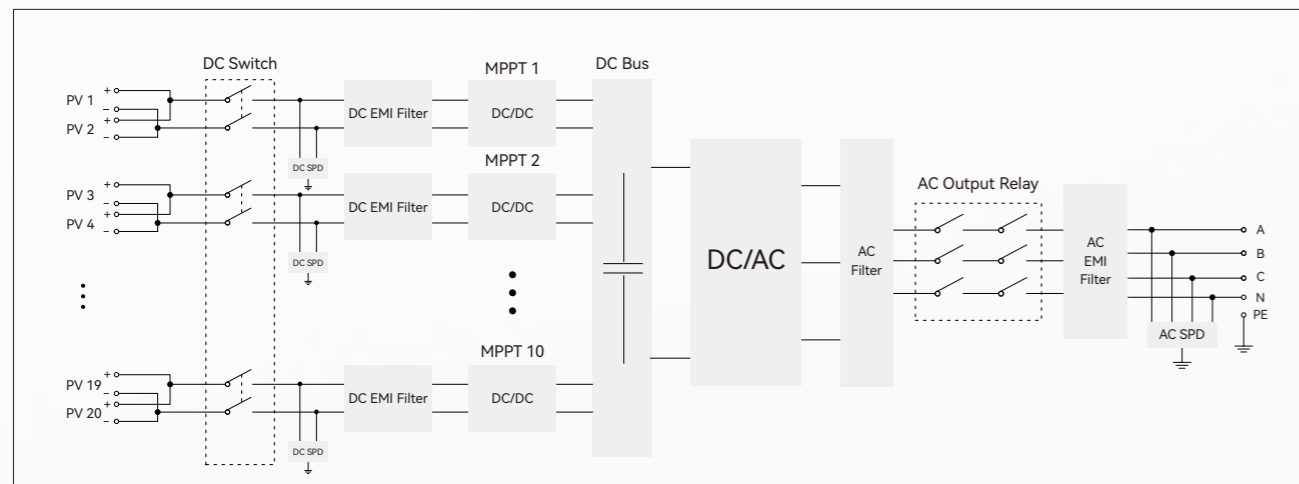 DC Switch
MPPT 1
DC Bus
PV 1
+
−
PV 2
+
−
DC EMI Filter
DC/DC
DC SPD
MPPT 2
PV 3
+
−
PV 4
+
−
DC EMI Filter
DC/DC
DC SPD
MPPT 10
PV 19
+
−
PV 20
+
−
DC EMI Filter
DC/DC
DC SPD
DC/AC
AC
Filter
AC Output Relay
AC
EMI
Filter
A
B
C
N
PE
AC SPD